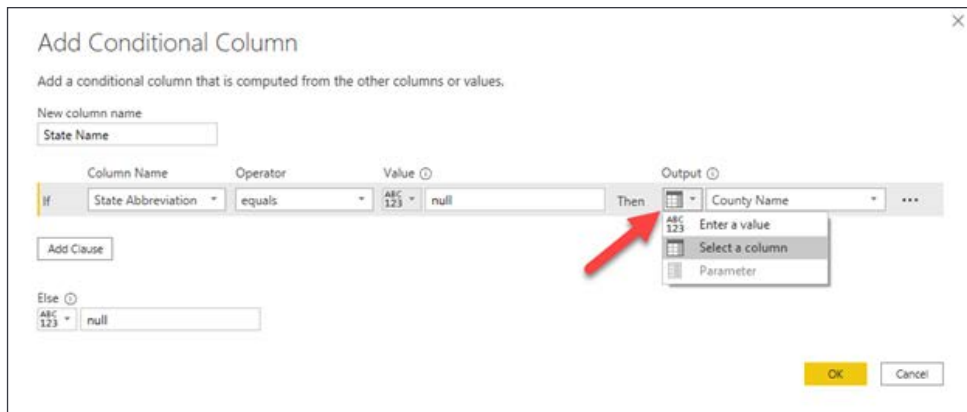 Add Conditional Column
Add a conditional column that is computed from the other columns or values.
New column name
State Name
Column Name Operator Value Output
If State Abbreviation equals ABC 123 null Then County Name ...
ABC 123 Enter a value
Select a column
Parameter
Add Clause
Else
ABC 123 null
OK Cancel